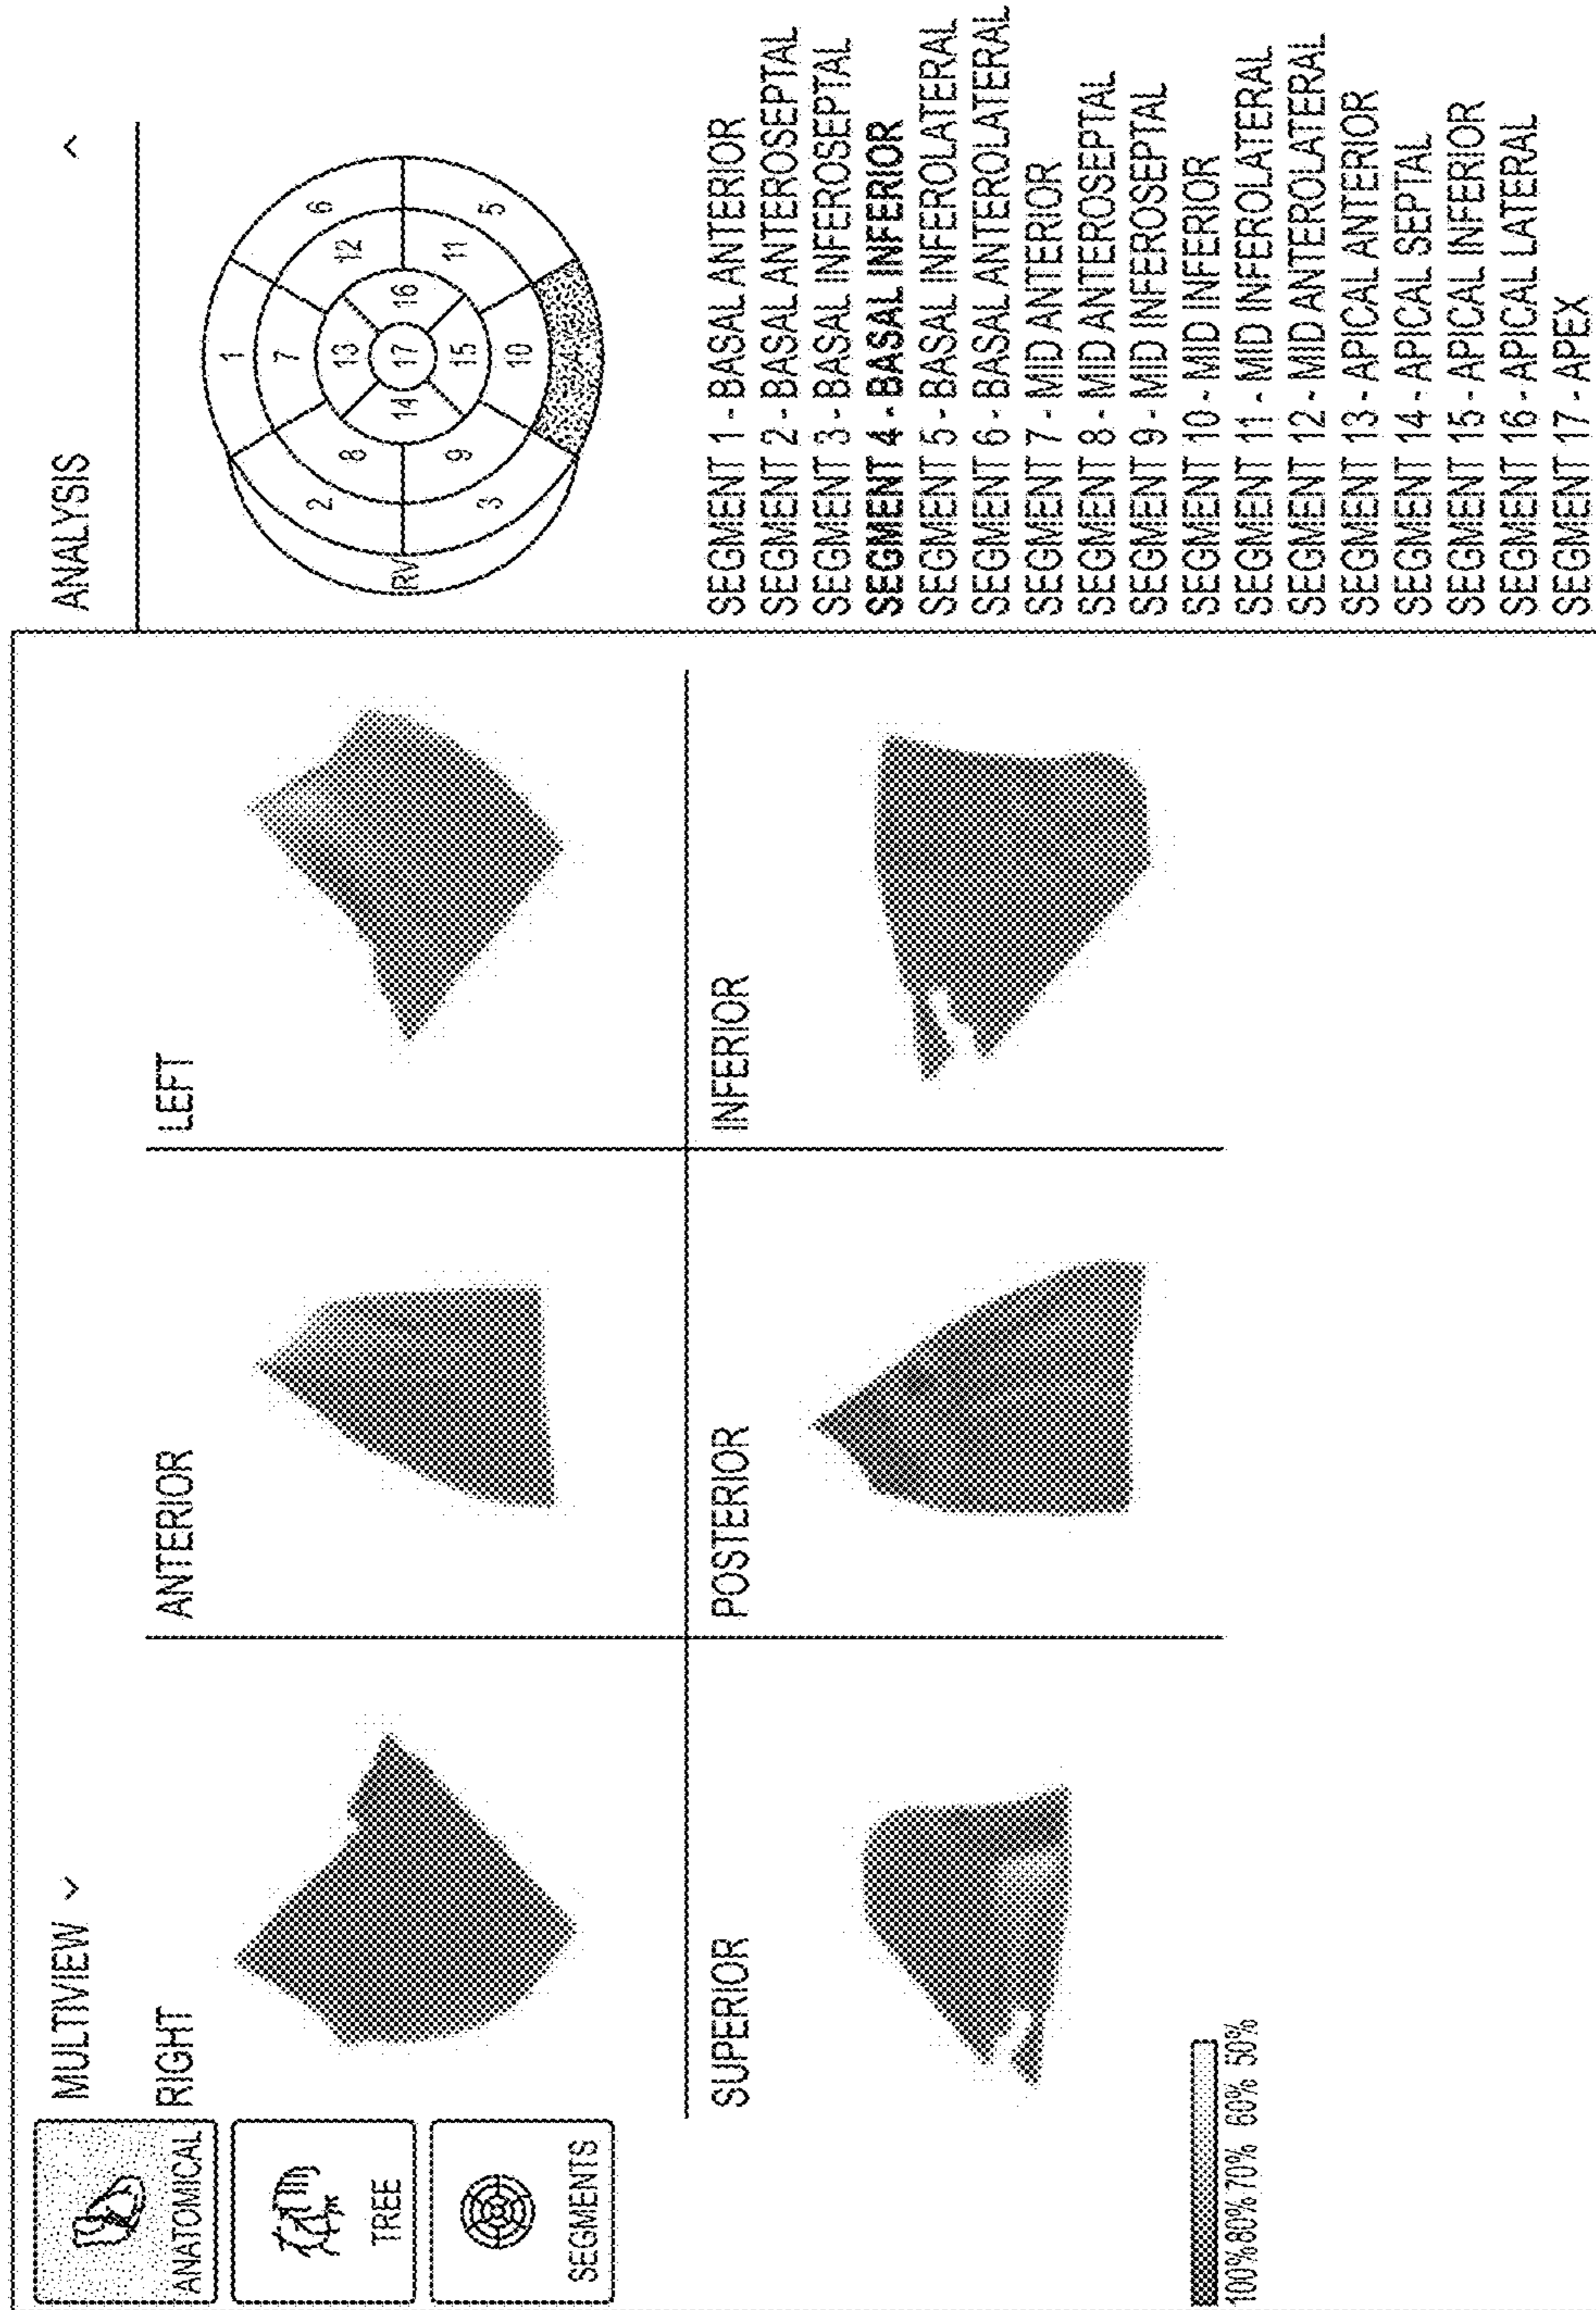 MULTIVIEW
ANATOMICAL
TREE
SEGMENTS
RIGHT
ANTERIOR
LEFT
SUPERIOR
POSTERIOR
INFERIOR
100% 80% 70% 60% 50%
ANALYSIS
1
2
3
5
6
7
8
9
10
11
12
13
14
15
16
17
RV
SEGMENT 1 - BASAL ANTERIOR
SEGMENT 2 - BASAL ANTEROSEPTAL
SEGMENT 3 - BASAL INFEROSEPTAL
SEGMENT 4 - BASAL INFERIOR
SEGMENT 5 - BASAL INFEROLATERAL
SEGMENT 6 - BASAL ANTEROLATERAL
SEGMENT 7 - MID ANTERIOR
SEGMENT 8 - MID ANTEROSEPTAL
SEGMENT 9 - MID INFEROSEPTAL
SEGMENT 10 - MID INFERIOR
SEGMENT 11 - MID INFEROLATERAL
SEGMENT 12 - MID ANTEROLATERAL
SEGMENT 13 - APICAL ANTERIOR
SEGMENT 14 - APICAL SEPTAL
SEGMENT 15 - APICAL INFERIOR
SEGMENT 16 - APICAL LATERAL
SEGMENT 17 - APEX